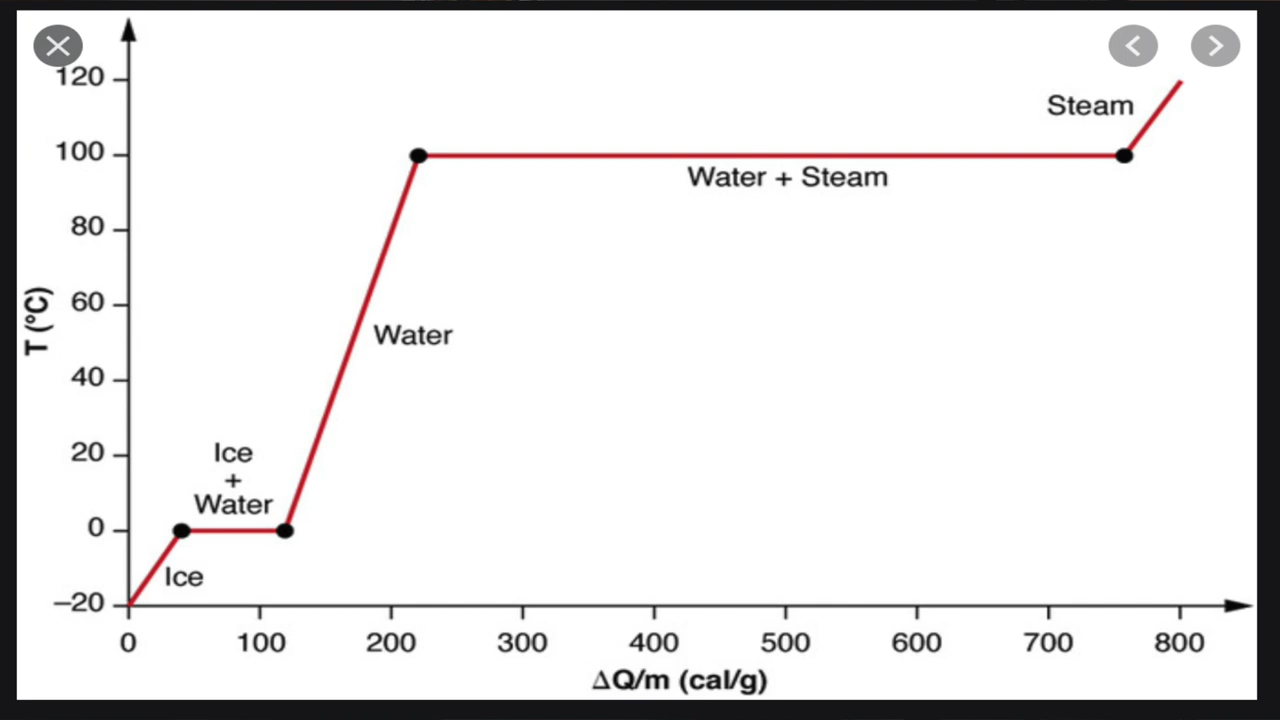 120
Steam
100
Water + Steam
80
60
Water
T (°C)
40
20
Ice
+
Water
0
Ice
–20
0 100 200 300 400 500 600 700 800
ΔQ/m (cal/g)